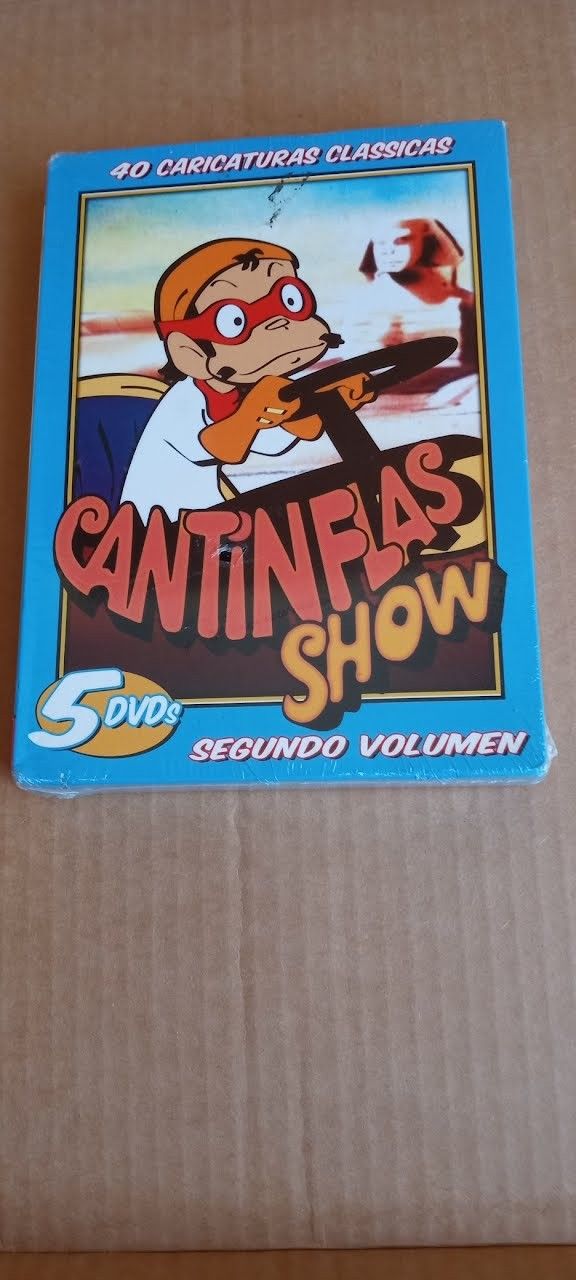 40 CARICATURAS CLASSICAS
CANTINFLAS
SHOW
5 DVDs
SEGUNDO VOLUMEN